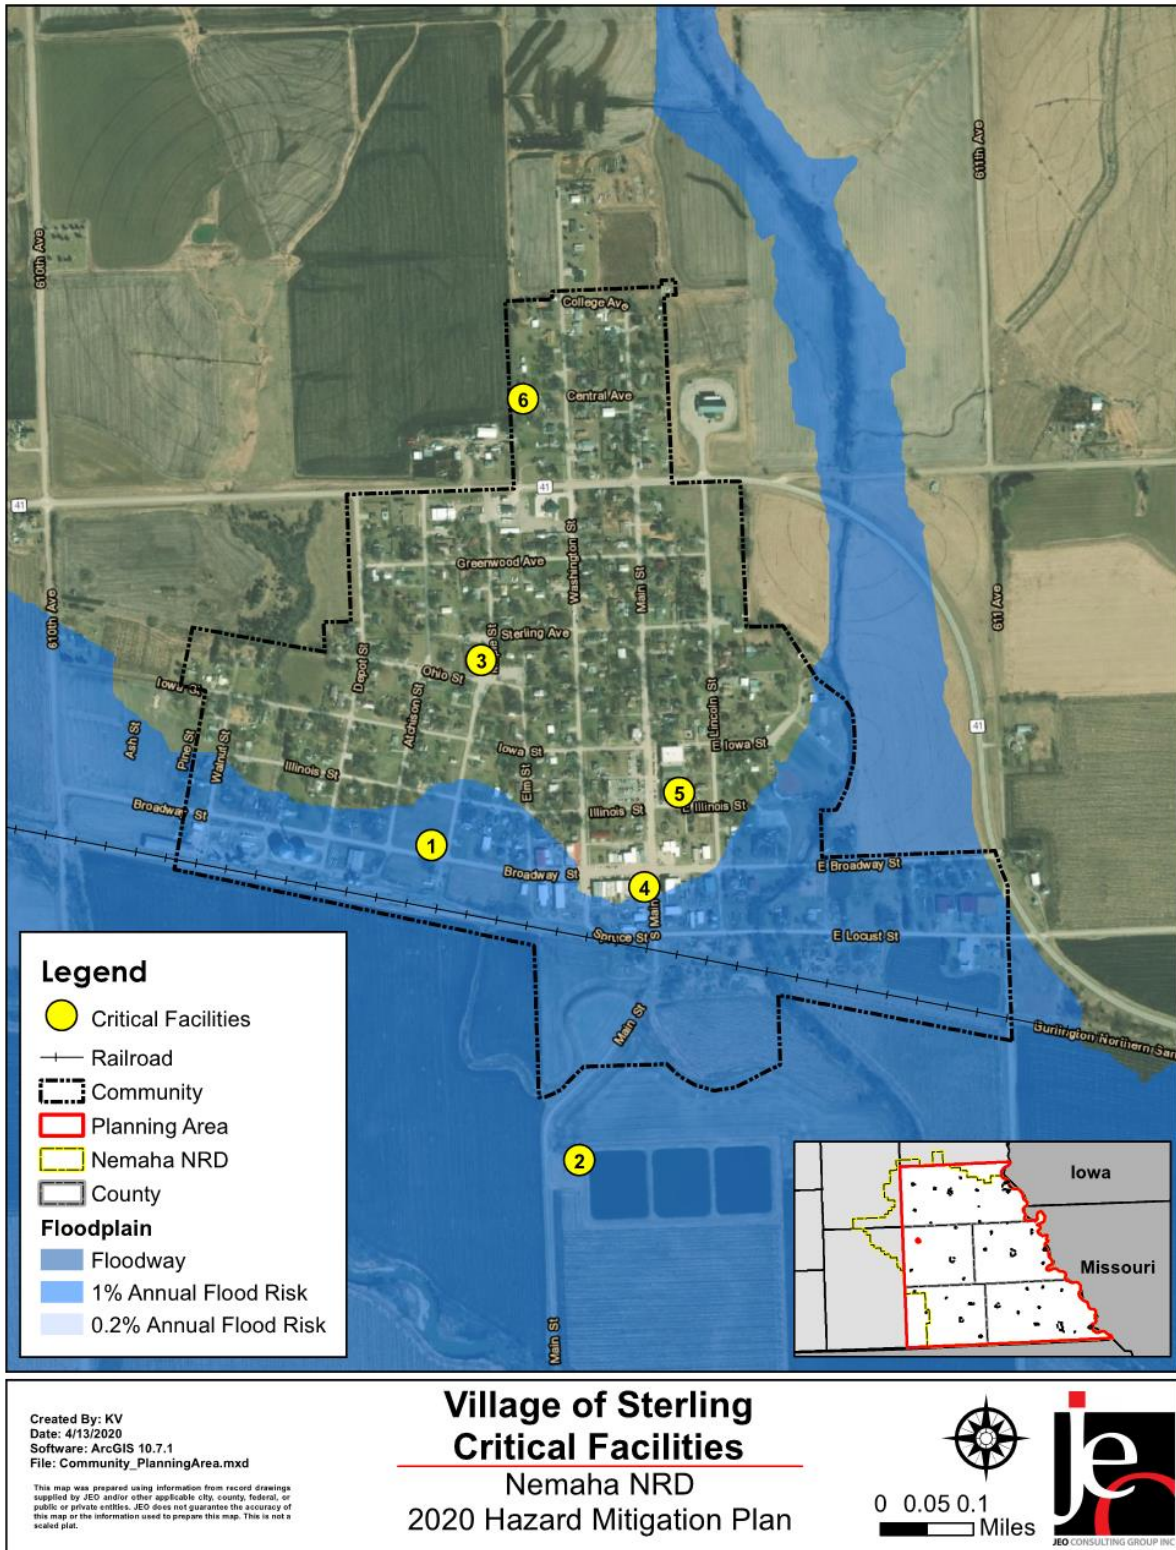 610th Ave
611th Ave
College Ave
6
Central Ave
41
41
Greenwood Ave
Washington St
Main St
610th Ave
611 Ave
Sterling Ave
3
Depot St
Ohio St
Atchison St
Iowa
Ash St
Pine St
Walnut St
Illinois St
Iowa St
Elm St
E Lincoln St
E Iowa St
41
5
Illinois St
E Illinois St
Broadway St
1
Broadway St
E Broadway St
4
S Main
Spruce St
E Locust St
Main St
Burlington Northern San
2
Main St
Legend
Critical Facilities
Railroad
Community
Planning Area
Nemaha NRD
County
Floodplain
Floodway
1% Annual Flood Risk
0.2% Annual Flood Risk
Iowa
Missouri
Created By: KV
Date: 4/13/2020
Software: ArcGIS 10.7.1
File: Community_PlanningArea.mxd
This map was prepared using information from record drawings
supplied by JEO and/or other applicable city, county, federal, or
public or private entities. JEO does not guarantee the accuracy of
this map or the information used to prepare this map. This is not a
scaled plat.
Village of Sterling
Critical Facilities
Nemaha NRD
2020 Hazard Mitigation Plan
0 0.05 0.1
Miles
jeo
JEO CONSULTING GROUP INC